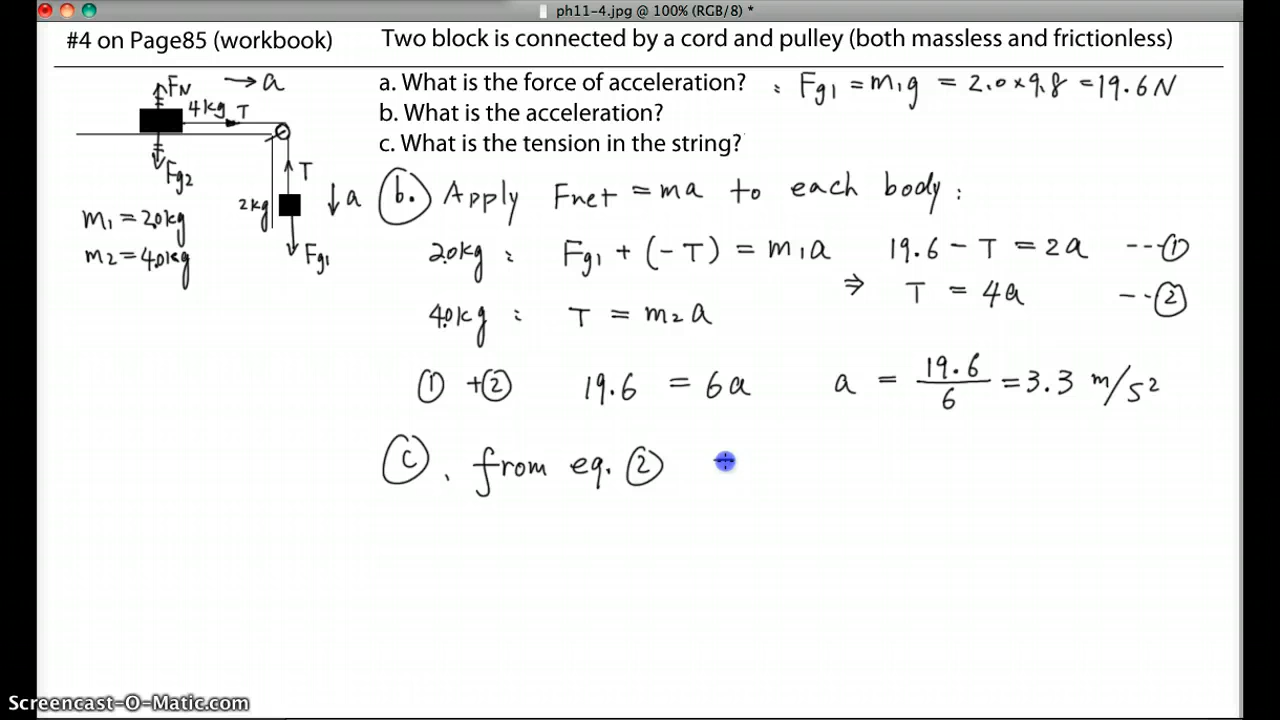 ph11-4.jpg @ 100% (RGB/8) *
#4 on Page85 (workbook) Two block is connected by a cord and pulley (both massless and frictionless)
a. What is the force of acceleration? : Fg1 = m1g = 2.0×9.8 = 19.6 N
b. What is the acceleration?
c. What is the tension in the string?
FN → a
4kg T
Fg2
T
2kg ↓ a
Fg1
m1 = 2.0kg
m2 = 4.0kg
b. Apply Fnet = ma to each body :
2.0kg : Fg1 + (-T) = m1a 19.6 - T = 2a ---①
⇒ T = 4a --②
4.0kg : T = m2a
① + ② 19.6 = 6a a = 19.6/6 = 3.3 m/s²
c. from eq. ②
Screencast-O-Matic.com